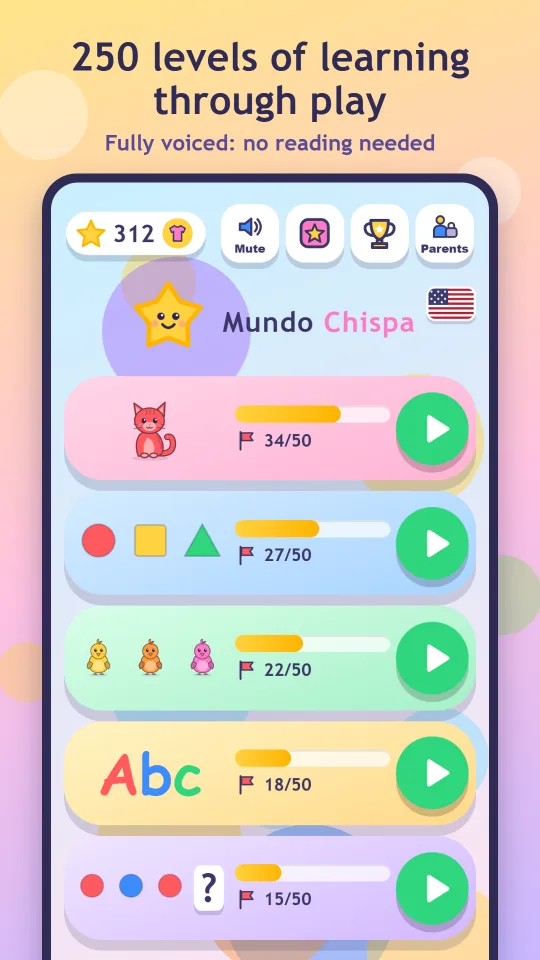 250 levels of learning
through play
Fully voiced: no reading needed
312
Mute
Parents
Mundo Chispa
34/50
27/50
22/50
Abc
18/50
?
15/50